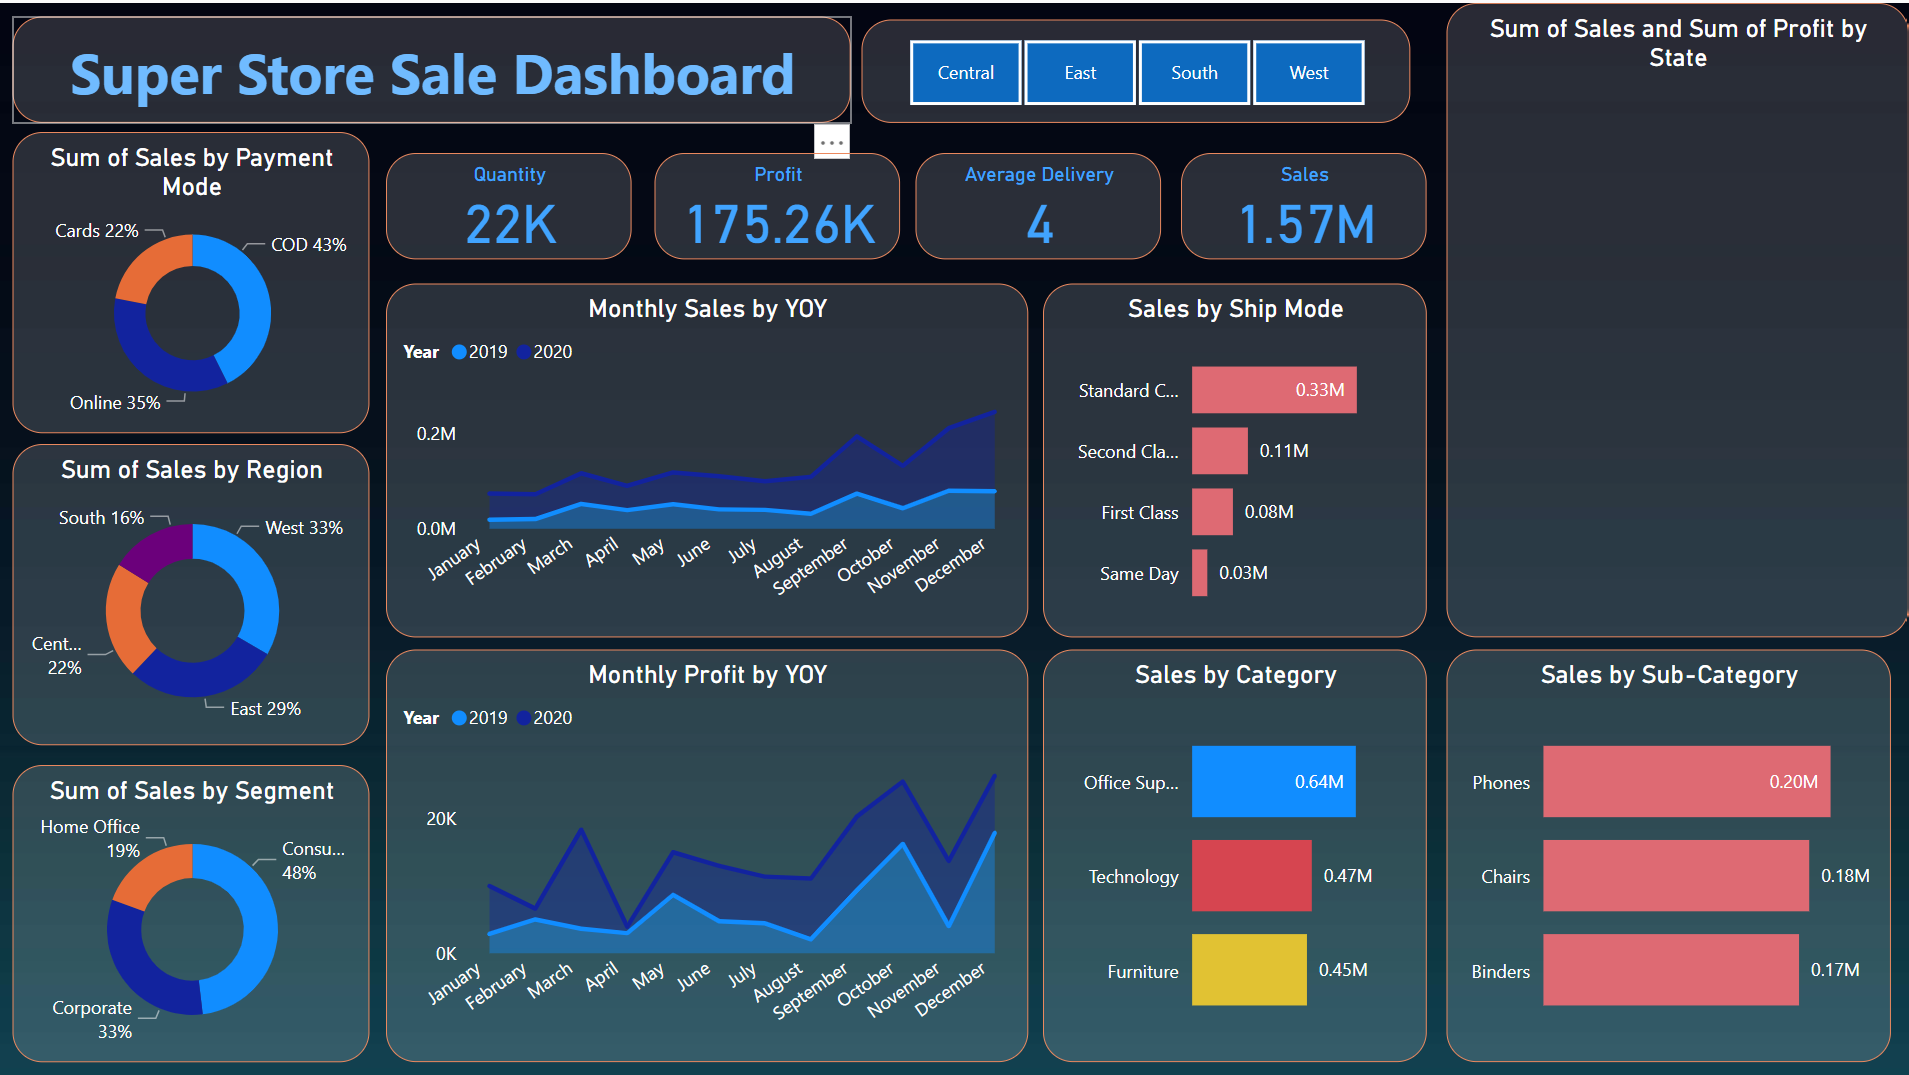 Super Store Sale Dashboard
Central
East
South
West
Sum of Sales and Sum of Profit by
State
Sum of Sales by Payment
Mode
Cards 22%
COD 43%
Online 35%
Quantity
22K
Profit
175.26K
Average Delivery
4
Sales
1.57M
Monthly Sales by YOY
Year 2019 2020
0.2M
0.0M
January
February
March
April
May
June
July
August
September
October
November
December
Sales by Ship Mode
Standard C... 0.33M
Second Cla... 0.11M
First Class 0.08M
Same Day 0.03M
Sum of Sales by Region
South 16%
West 33%
Cent...
22%
East 29%
Sum of Sales by Segment
Home Office
19%
Consu...
48%
Corporate
33%
Monthly Profit by YOY
Year 2019 2020
20K
0K
January
February
March
April
May
June
July
August
September
October
November
December
Sales by Category
Office Sup... 0.64M
Technology 0.47M
Furniture 0.45M
Sales by Sub-Category
Phones 0.20M
Chairs 0.18M
Binders 0.17M